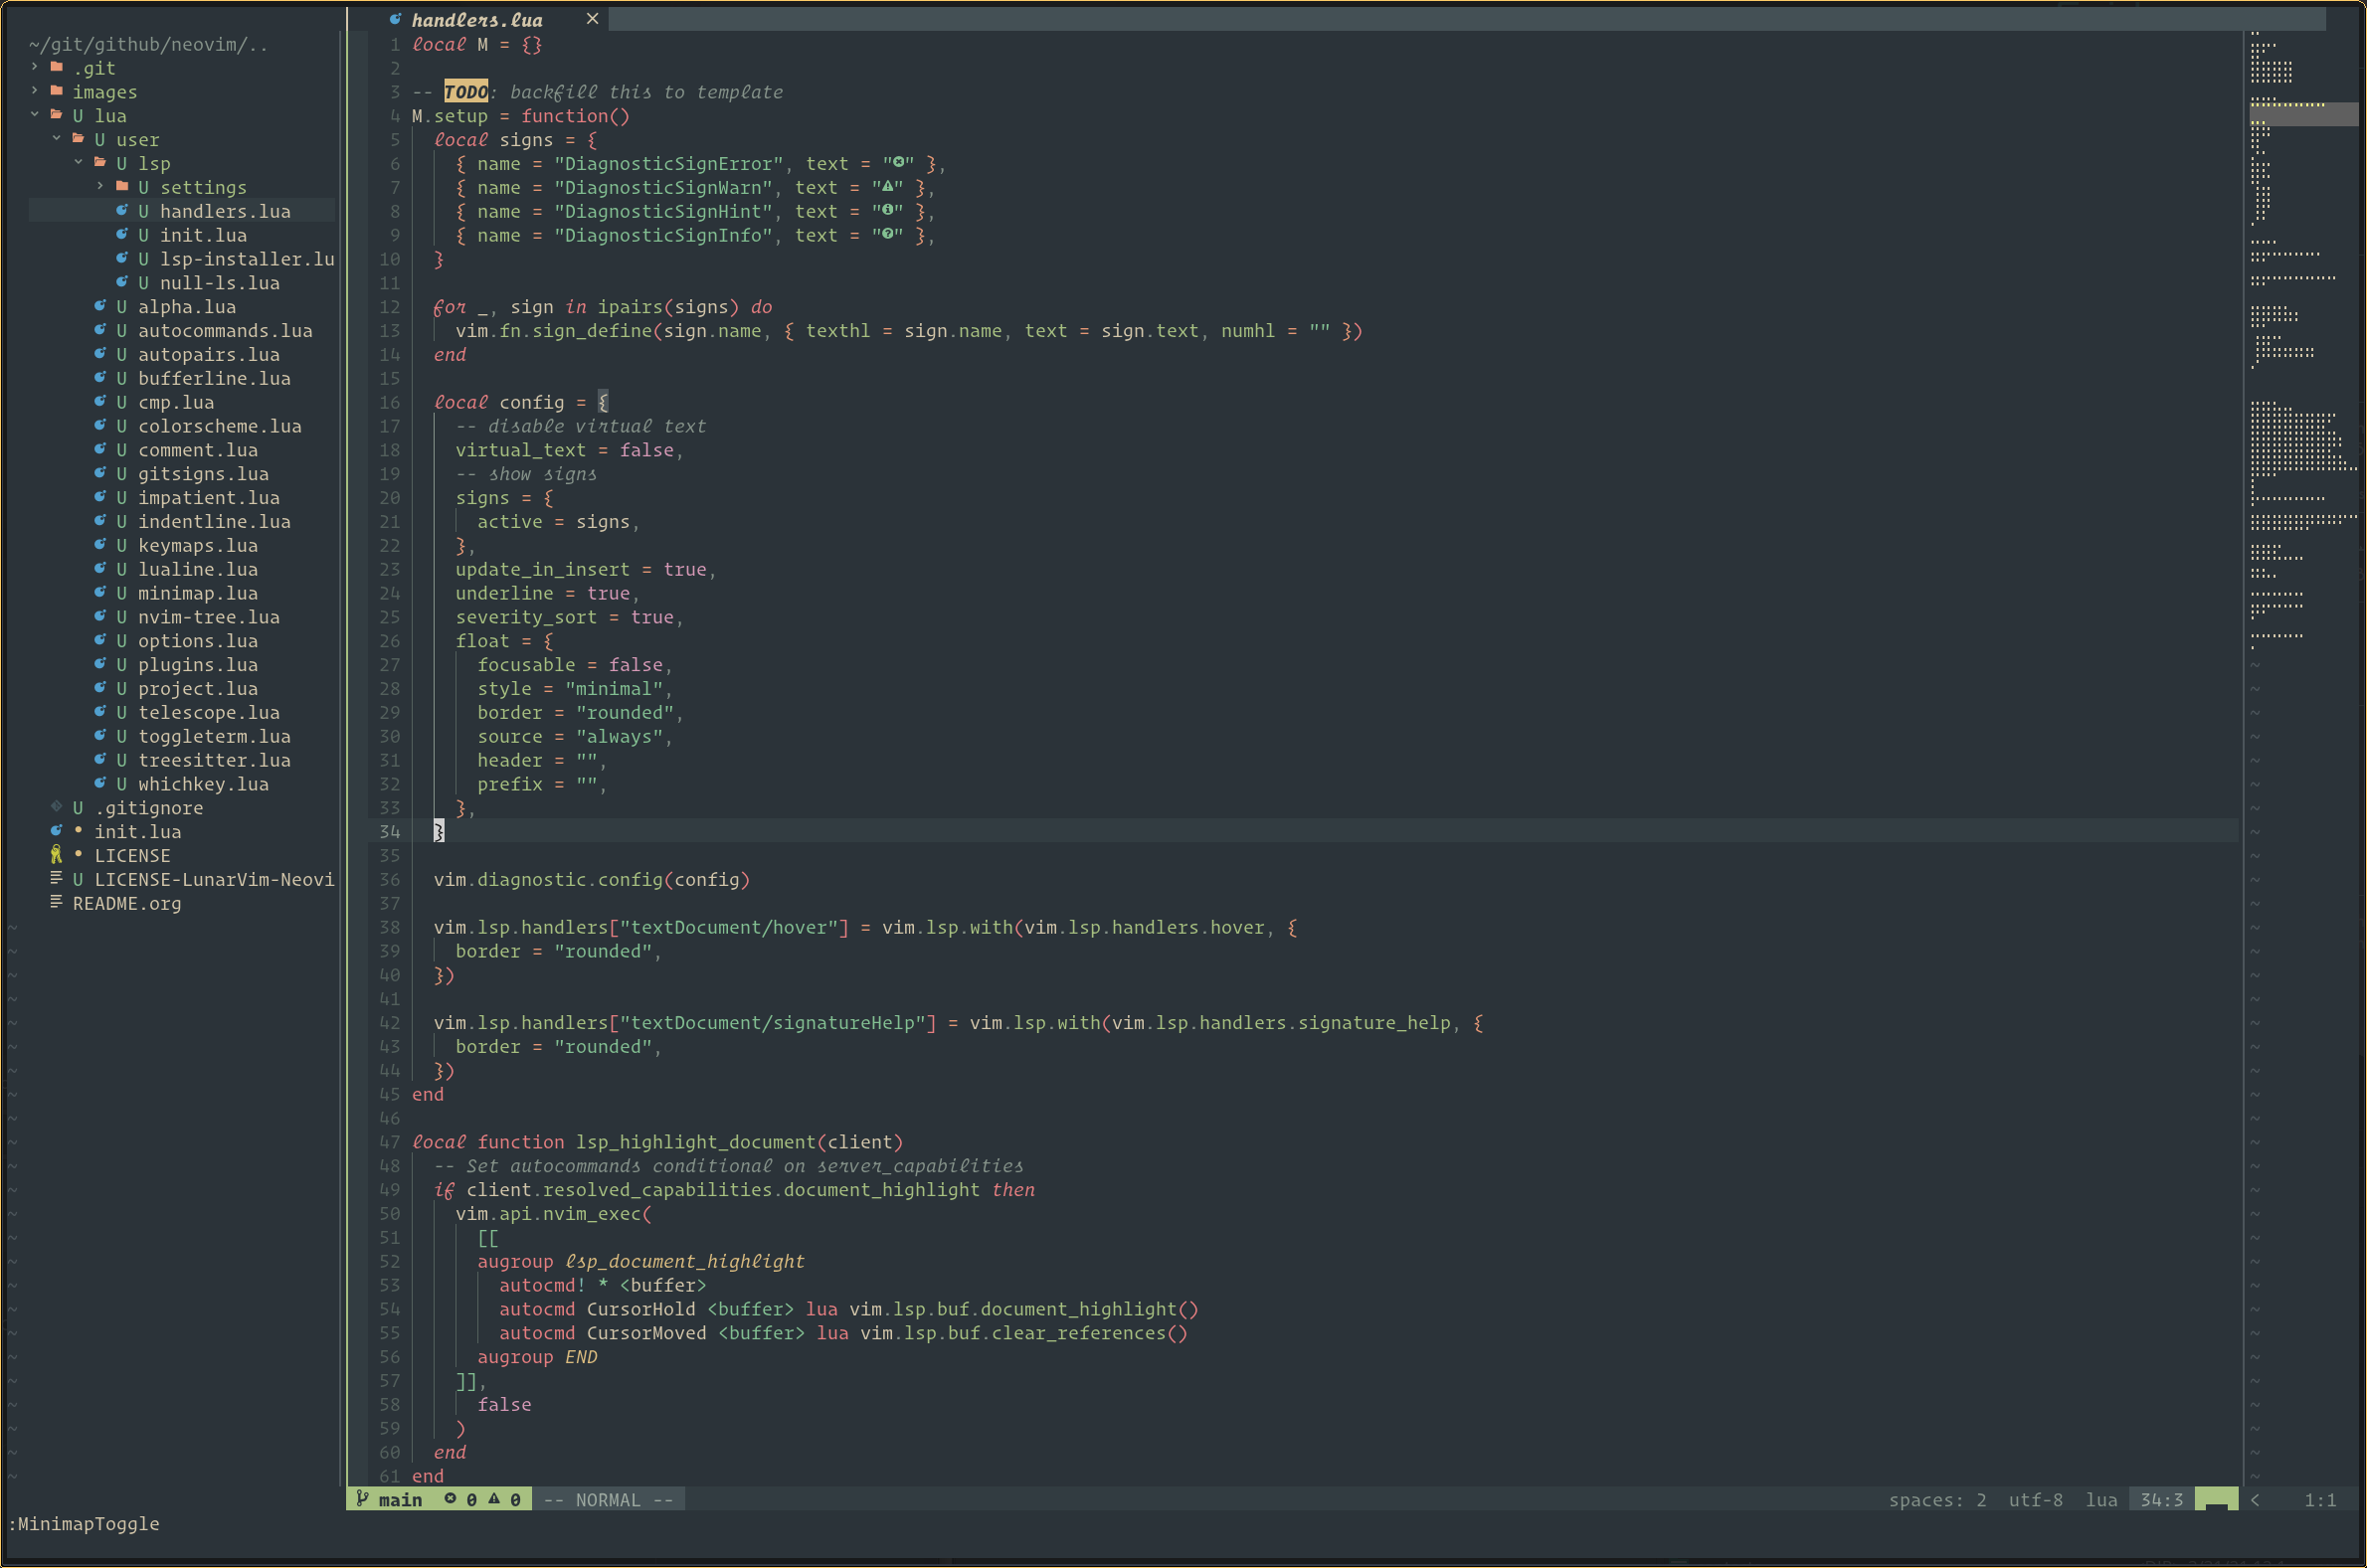 ~/git/github/neovim/..
.git
images
U lua
U user
U lsp
U settings
U handlers.lua
U init.lua
U lsp-installer.lu
U null-ls.lua
U alpha.lua
U autocommands.lua
U autopairs.lua
U bufferline.lua
U cmp.lua
U colorscheme.lua
U comment.lua
U gitsigns.lua
U impatient.lua
U indentline.lua
U keymaps.lua
U lualine.lua
U minimap.lua
U nvim-tree.lua
U options.lua
U plugins.lua
U project.lua
U telescope.lua
U toggleterm.lua
U treesitter.lua
U whichkey.lua
U .gitignore
• init.lua
• LICENSE
U LICENSE-LunarVim-Neovi
README.org
handlers.lua ×
1 local M = {}
2
3 -- TODO: backfill this to template
4 M.setup = function()
5 local signs = {
6 { name = "DiagnosticSignError", text = "" },
7 { name = "DiagnosticSignWarn", text = "" },
8 { name = "DiagnosticSignHint", text = "" },
9 { name = "DiagnosticSignInfo", text = "" },
10 }
11
12 for _, sign in ipairs(signs) do
13 vim.fn.sign_define(sign.name, { texthl = sign.name, text = sign.text, numhl = "" })
14 end
15
16 local config = {
17 -- disable virtual text
18 virtual_text = false,
19 -- show signs
20 signs = {
21 active = signs,
22 },
23 update_in_insert = true,
24 underline = true,
25 severity_sort = true,
26 float = {
27 focusable = false,
28 style = "minimal",
29 border = "rounded",
30 source = "always",
31 header = "",
32 prefix = "",
33 },
34 }
35
36 vim.diagnostic.config(config)
37
38 vim.lsp.handlers["textDocument/hover"] = vim.lsp.with(vim.lsp.handlers.hover, {
39 border = "rounded",
40 })
41
42 vim.lsp.handlers["textDocument/signatureHelp"] = vim.lsp.with(vim.lsp.handlers.signature_help, {
43 border = "rounded",
44 })
45 end
46
47 local function lsp_highlight_document(client)
48 -- Set autocommands conditional on server_capabilities
49 if client.resolved_capabilities.document_highlight then
50 vim.api.nvim_exec(
51 [[
52 augroup lsp_document_highlight
53 autocmd! * <buffer>
54 autocmd CursorHold <buffer> lua vim.lsp.buf.document_highlight()
55 autocmd CursorMoved <buffer> lua vim.lsp.buf.clear_references()
56 augroup END
57 ]],
58 false
59 )
60 end
61 end
main 0 0 -- NORMAL -- spaces: 2 utf-8 lua 34:3 < 1:1
:MinimapToggle